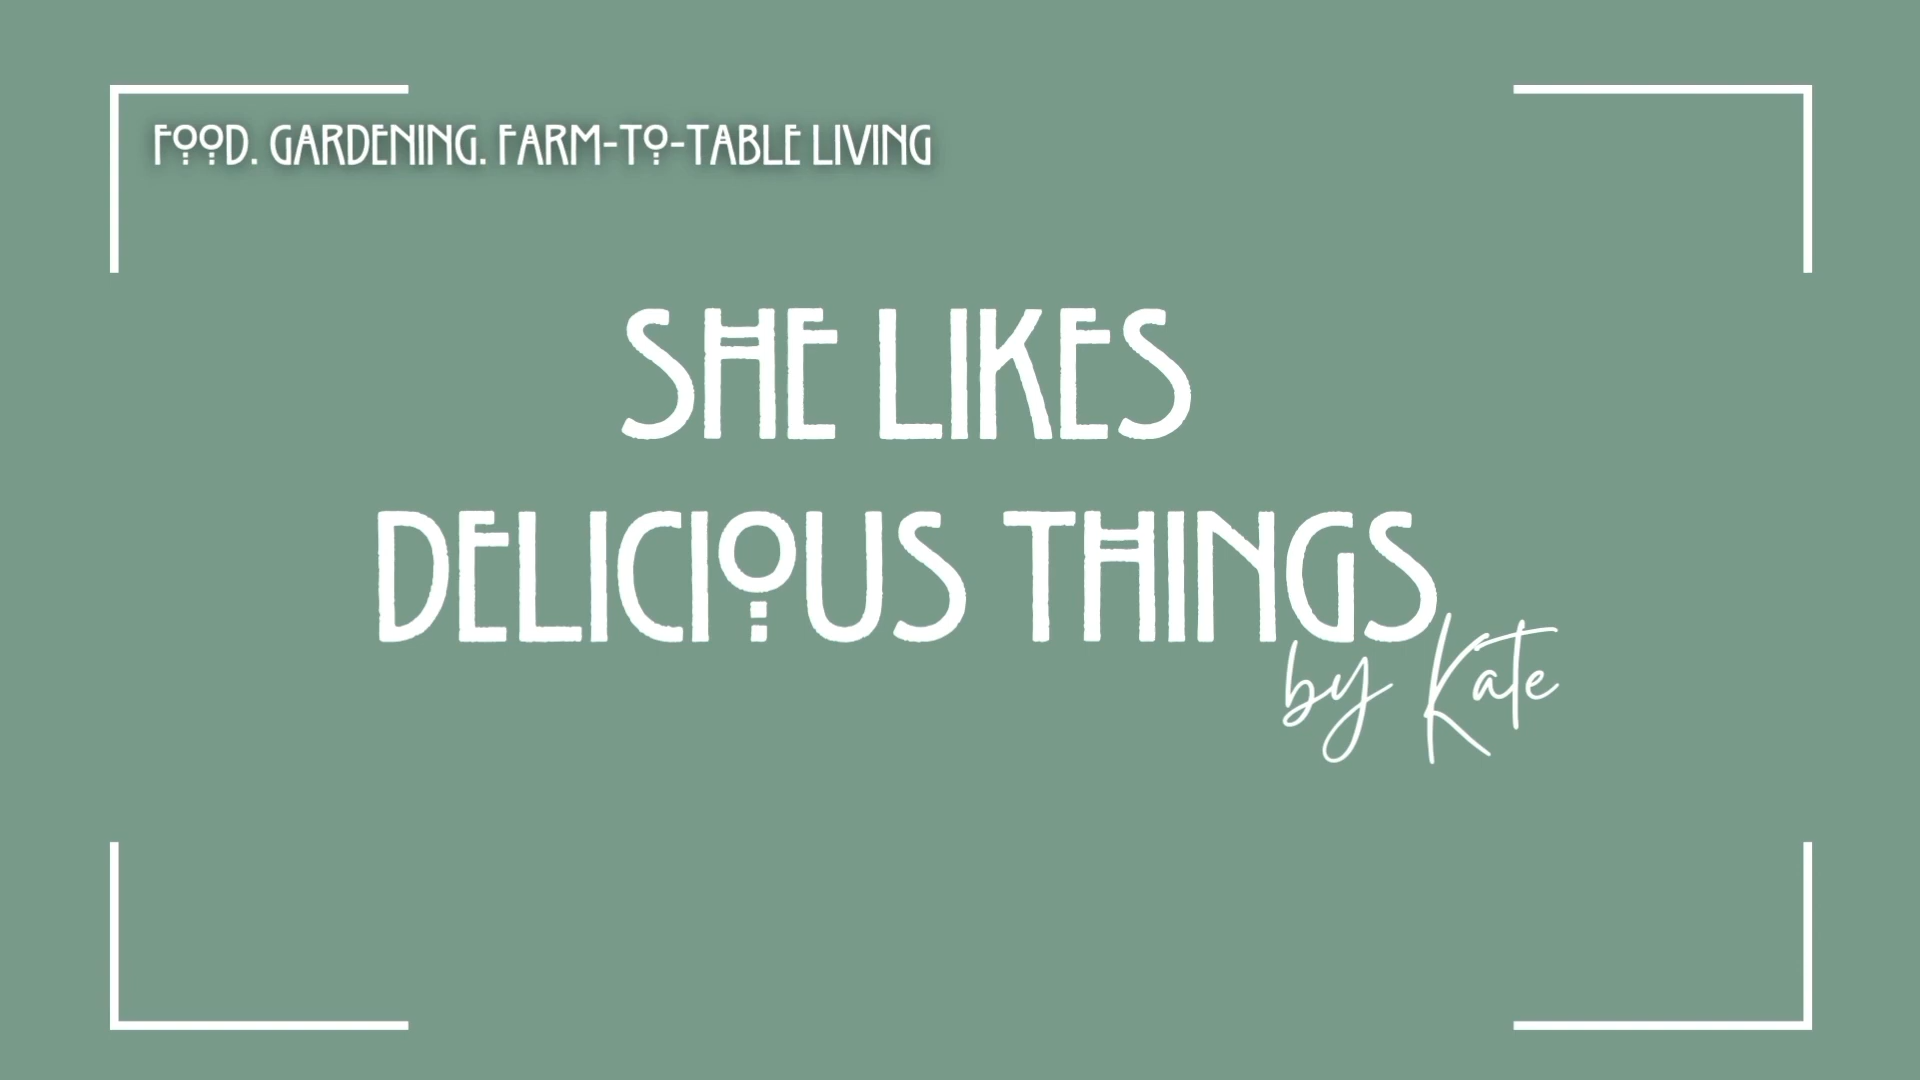 FOOD. GARDENING. FARM-TO-TABLE LIVING
SHE LIKES
DELICIOUS THINGS
by Kate